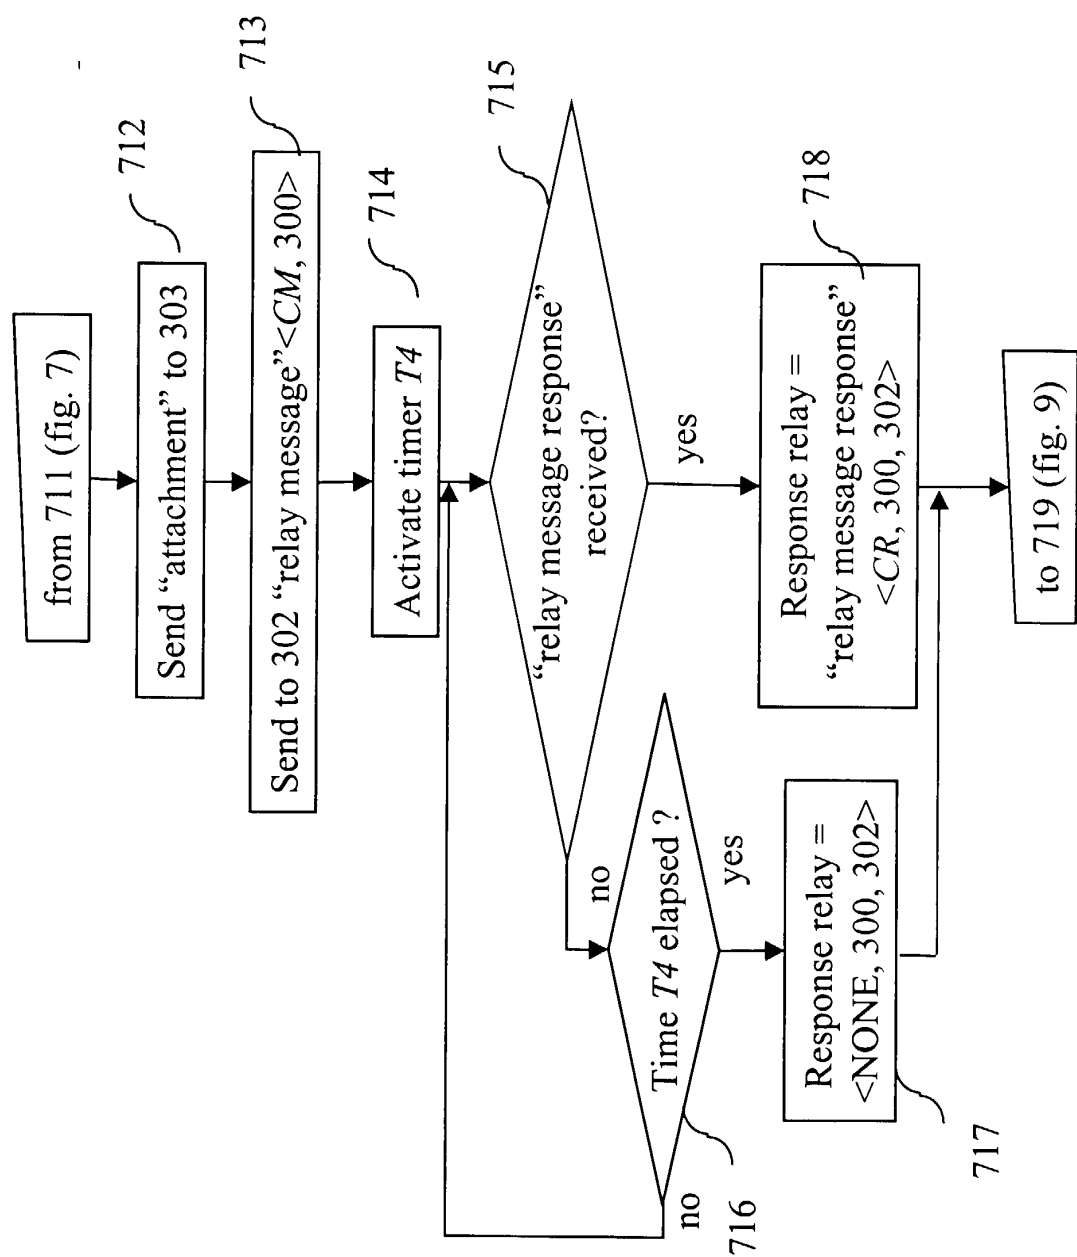 from 711 (fig. 7)
Send “attachment” to 303
712
Send to 302 “relay message”<CM, 300>
713
Activate timer T4
714
“relay message response”
received?
715
no
yes
Time T4 elapsed ?
716
no
yes
Response relay =
<NONE, 300, 302>
717
Response relay =
“relay message response”
<CR, 300, 302>
718
to 719 (fig. 9)